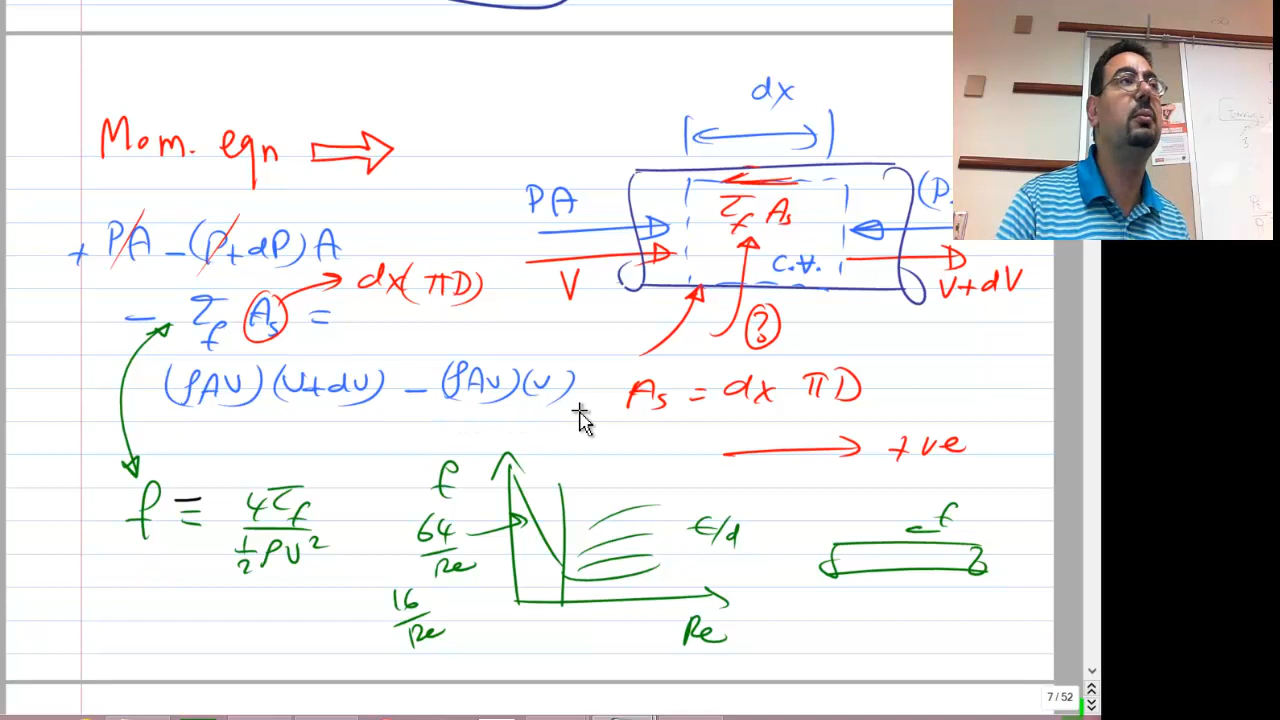 dx
Mom. eqn
PA
(P
τf As
+ PA - (P + dP)A
C.V.
V
V+dV
dx(πD)
- τf As =
?
(ρAV)(V+dV) - (ρAV)(V)
As = dx πD
+ve
f ≡ 4τf / ½ρV²
f
64/Re
ε/d
f
16/Re
Re
7 / 52